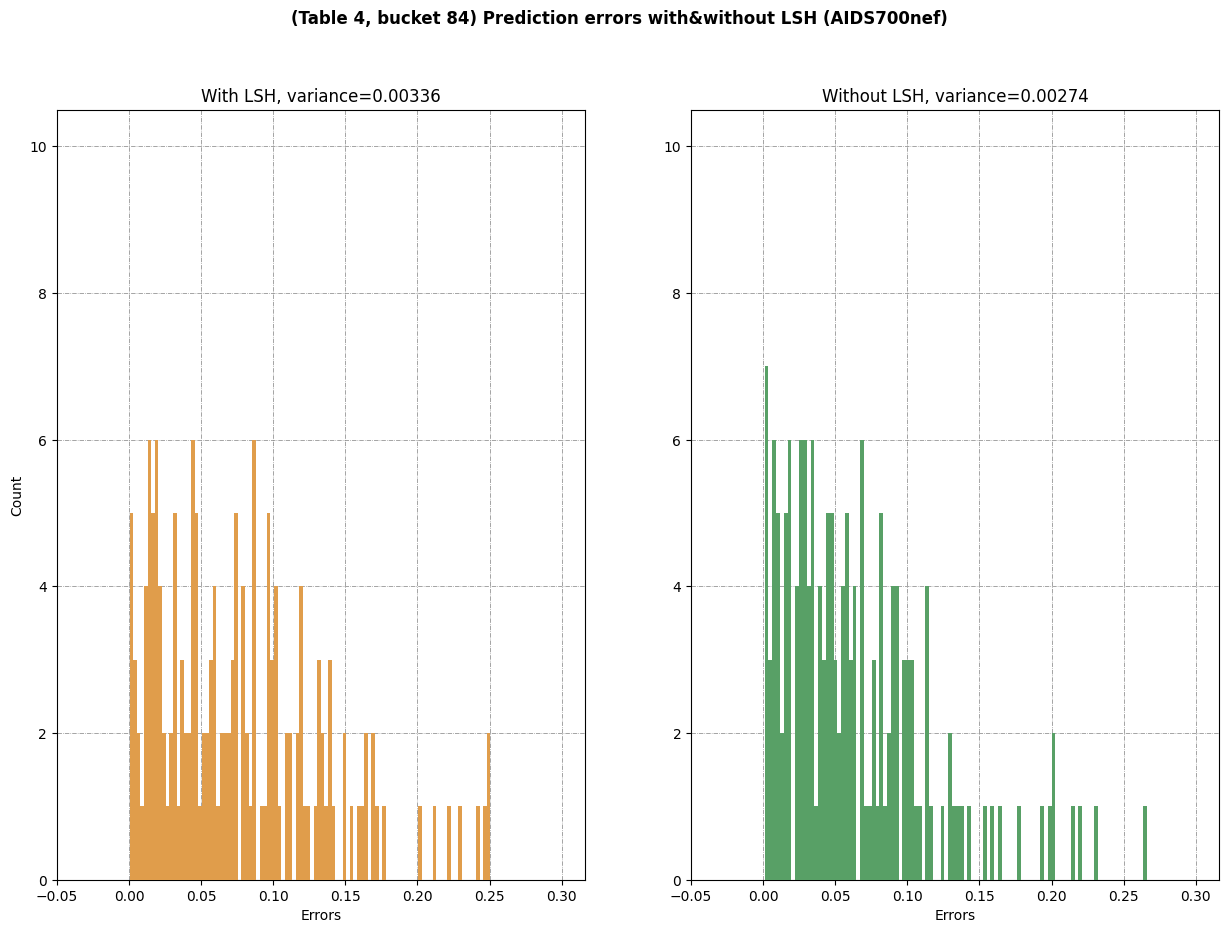 (Table 4, bucket 84) Prediction errors with&without LSH (AIDS700nef)
With LSH, variance=0.00336
Count
10
8
6
4
2
0
−0.05 0.00 0.05 0.10 0.15 0.20 0.25 0.30
Errors
Without LSH, variance=0.00274
10
8
6
4
2
0
−0.05 0.00 0.05 0.10 0.15 0.20 0.25 0.30
Errors